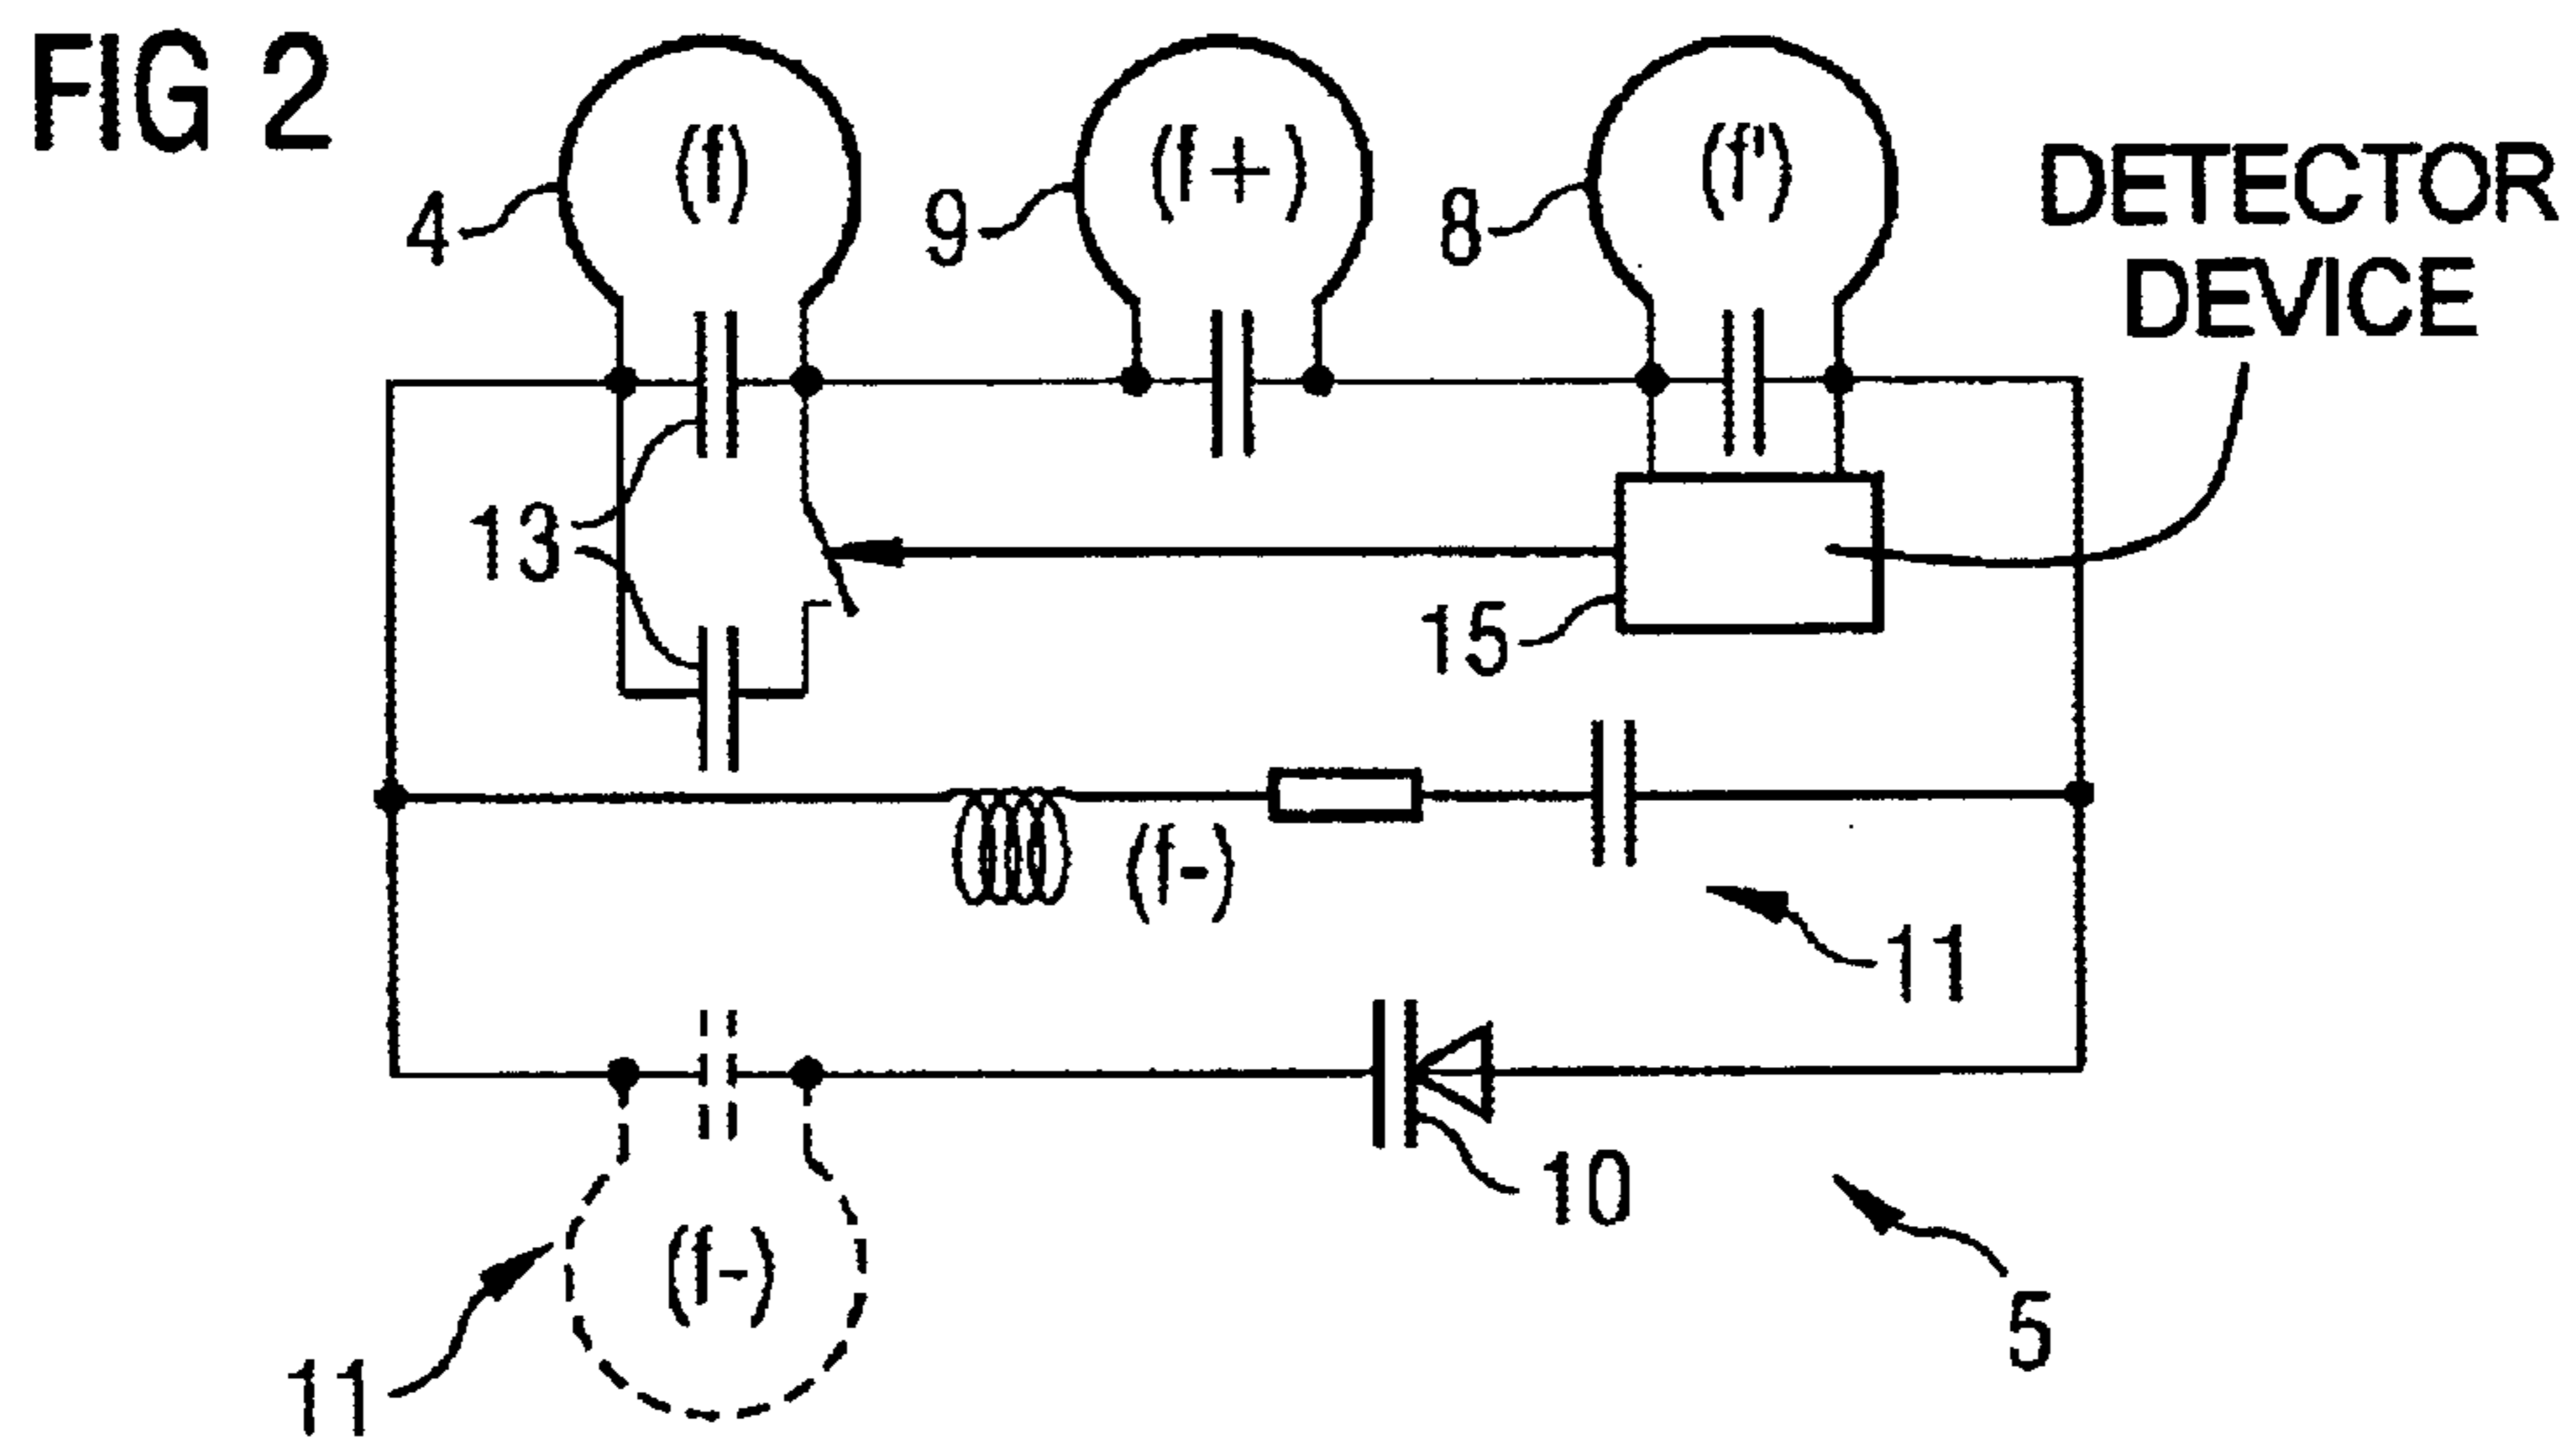 FIG 2
(f)
(f+)
(f')
4
9
8
DETECTOR
DEVICE
13
15
(f-)
11
10
(f-)
11
5